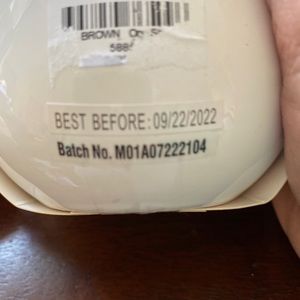 BROWN
588
BEST BEFORE: 09/22/2022
Batch No. M01A07222104